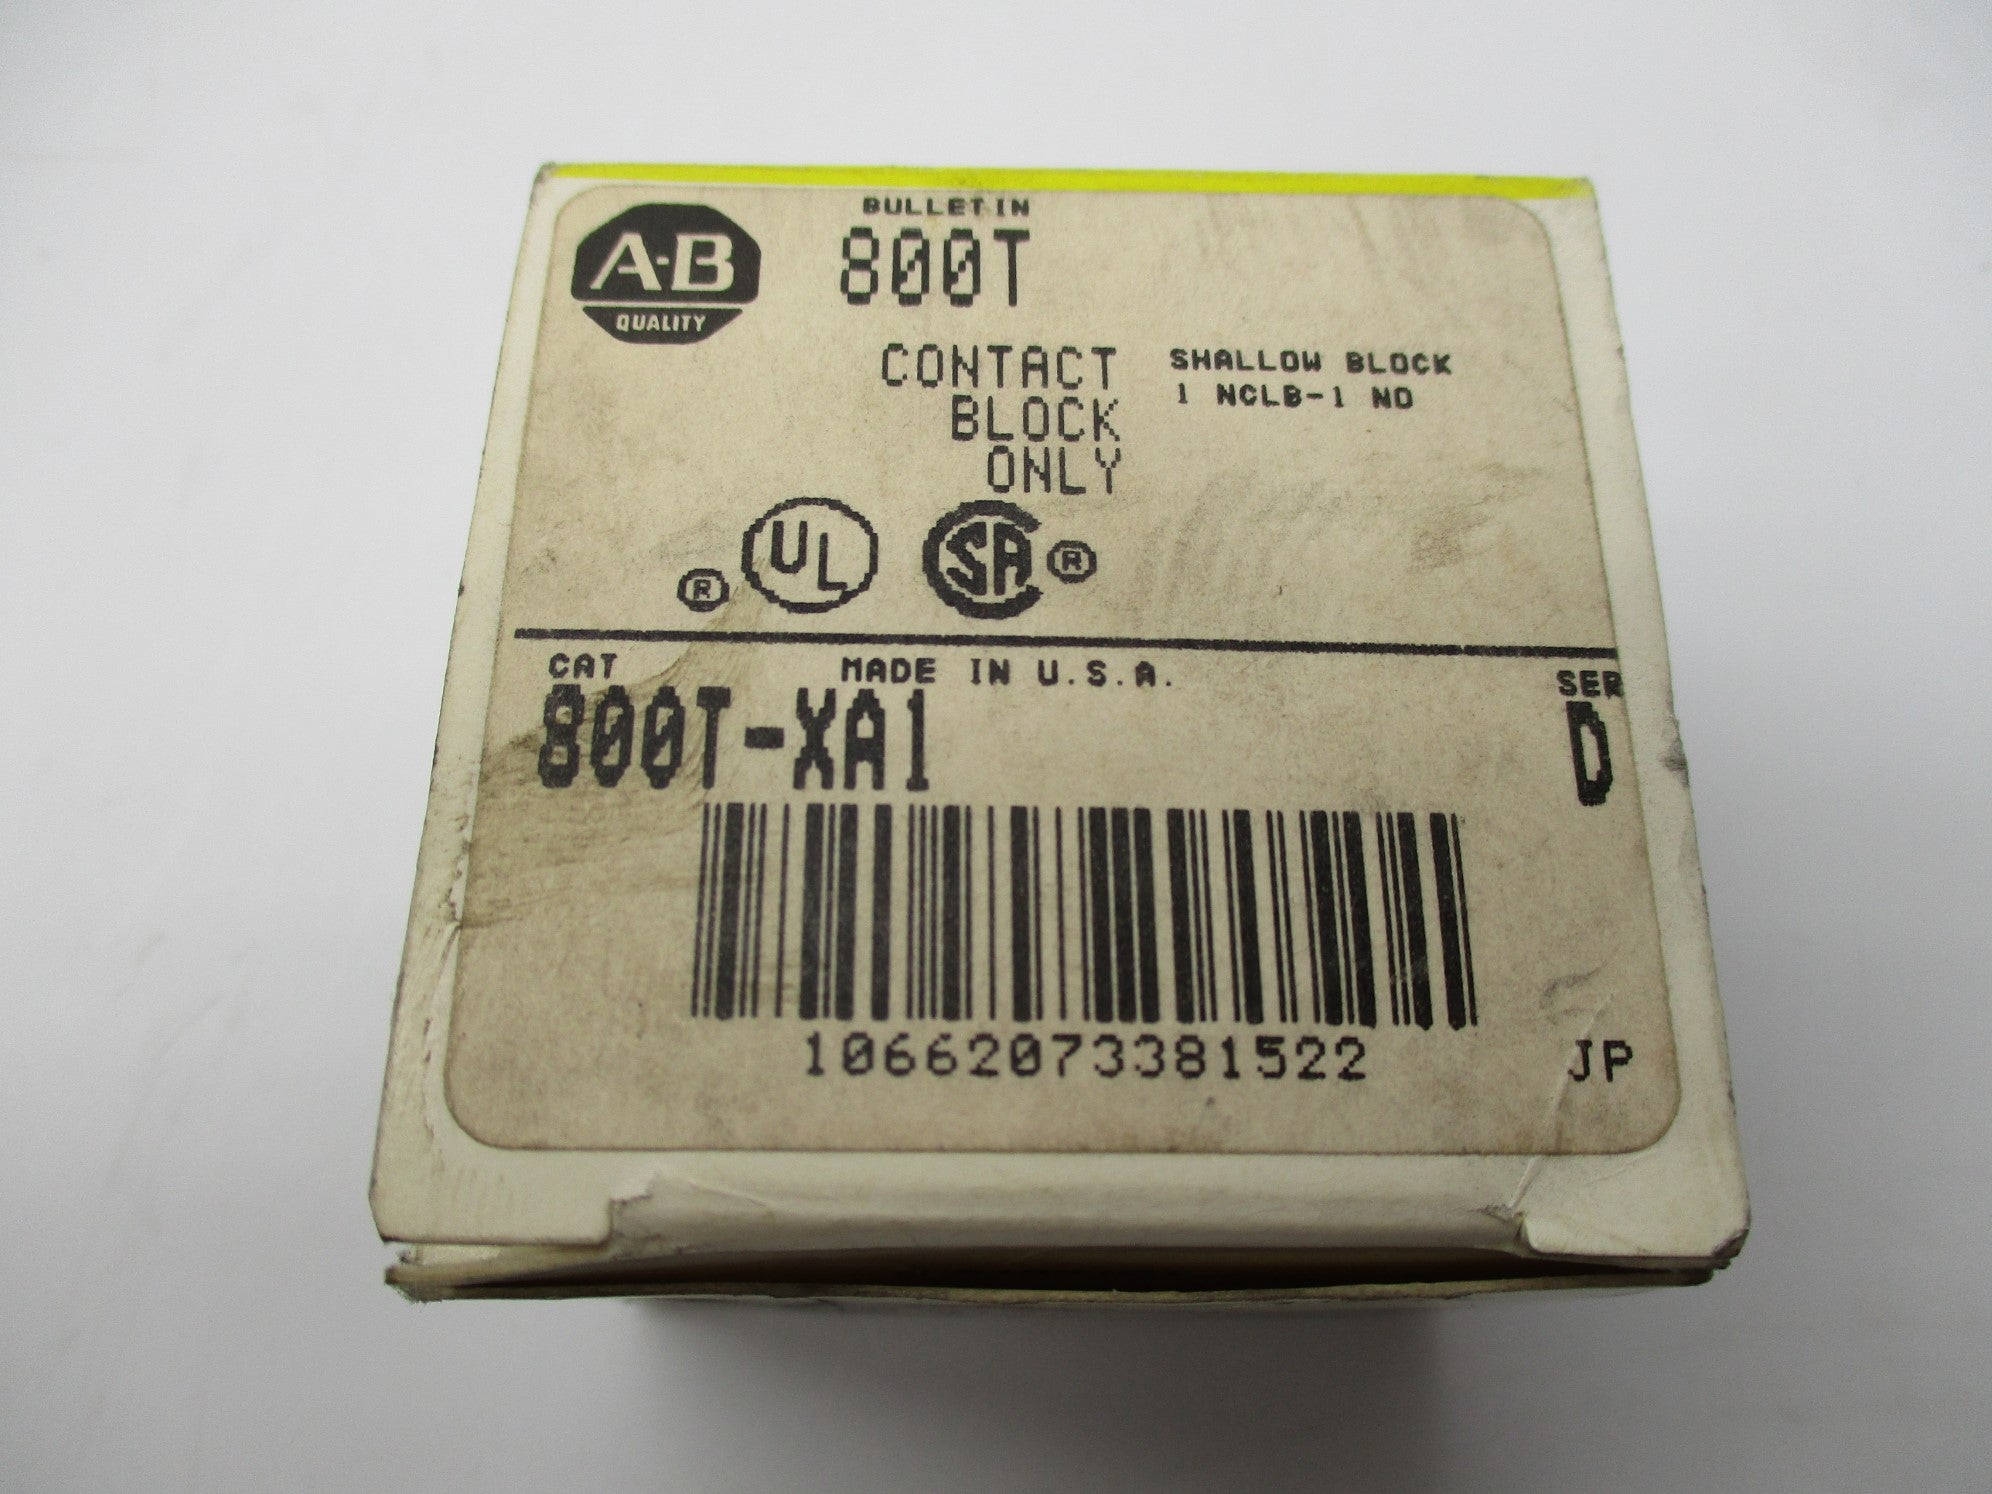 A-B
QUALITY
BULLETIN
800T
CONTACT
BLOCK
ONLY
SHALLOW BLOCK
1 NCLB-1 NO
® UL SA ®
CAT
MADE IN U.S.A.
SER
800T-XA1
D
10662073381522
JP